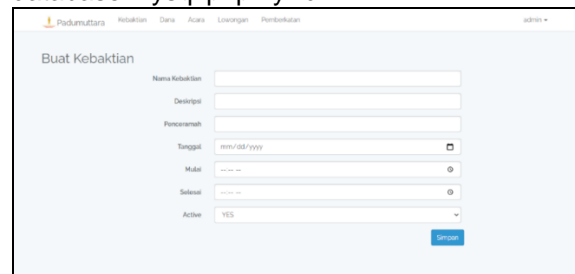 Padumuttara Kebaktian Dana Acara Lowongan Pemberkatan admin
Buat Kebaktian
Nama Kebaktian
Deskripsi
Penceramah
Tanggal mm/dd/yyyy
Mulai --:-- --
Selesai --:-- --
Active YES
Simpan